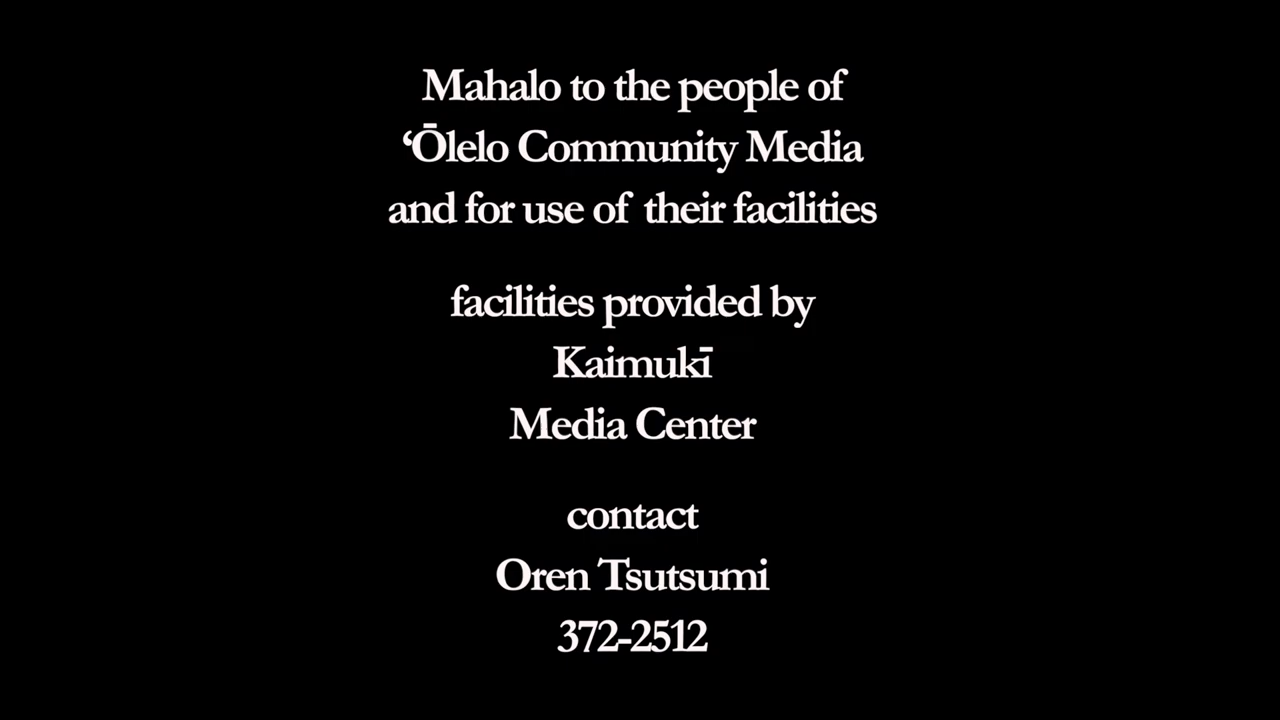 Mahalo to the people of
‘Ōlelo Community Media
and for use of their facilities
facilities provided by
Kaimukī
Media Center
contact
Oren Tsutsumi
372-2512